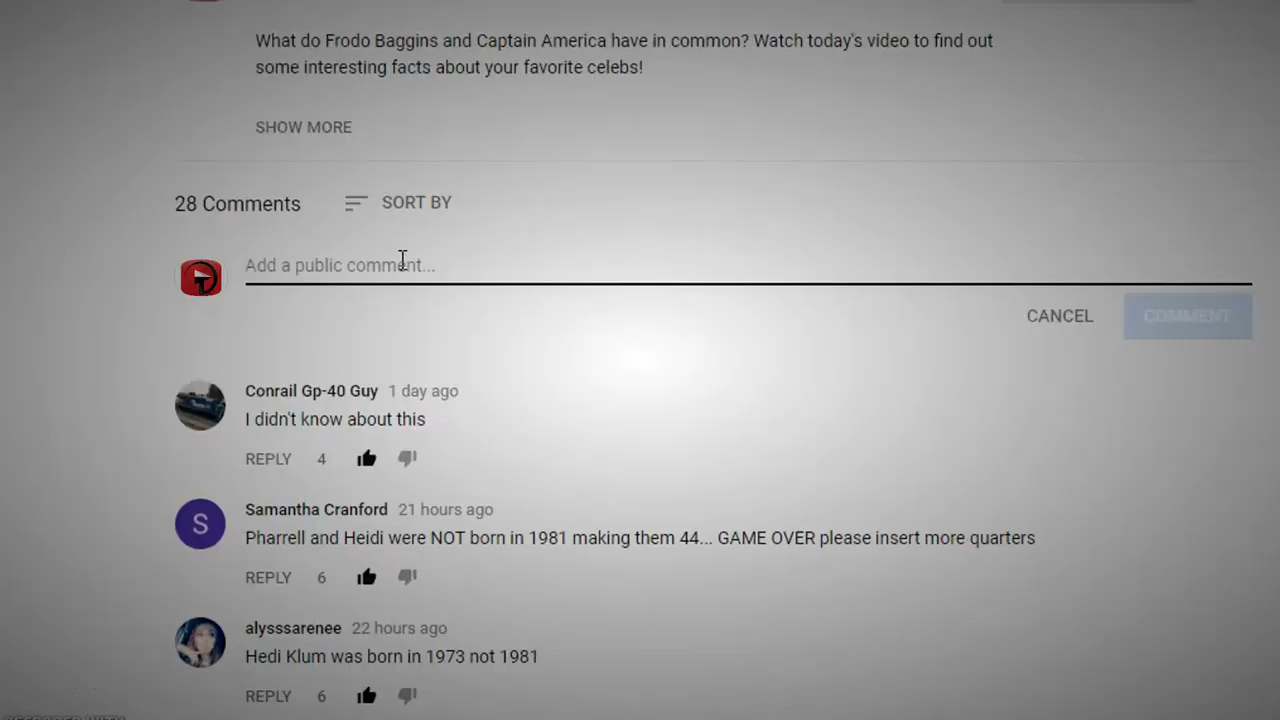 What do Frodo Baggins and Captain America have in common? Watch today's video to find out
some interesting facts about your favorite celebs!
SHOW MORE
28 Comments
SORT BY
Add a public comment...
CANCEL
COMMENT
Conrail Gp-40 Guy 1 day ago
I didn't know about this
REPLY 4
S
Samantha Cranford 21 hours ago
Pharrell and Heidi were NOT born in 1981 making them 44... GAME OVER please insert more quarters
REPLY 6
alysssarenee 22 hours ago
Hedi Klum was born in 1973 not 1981
REPLY 6